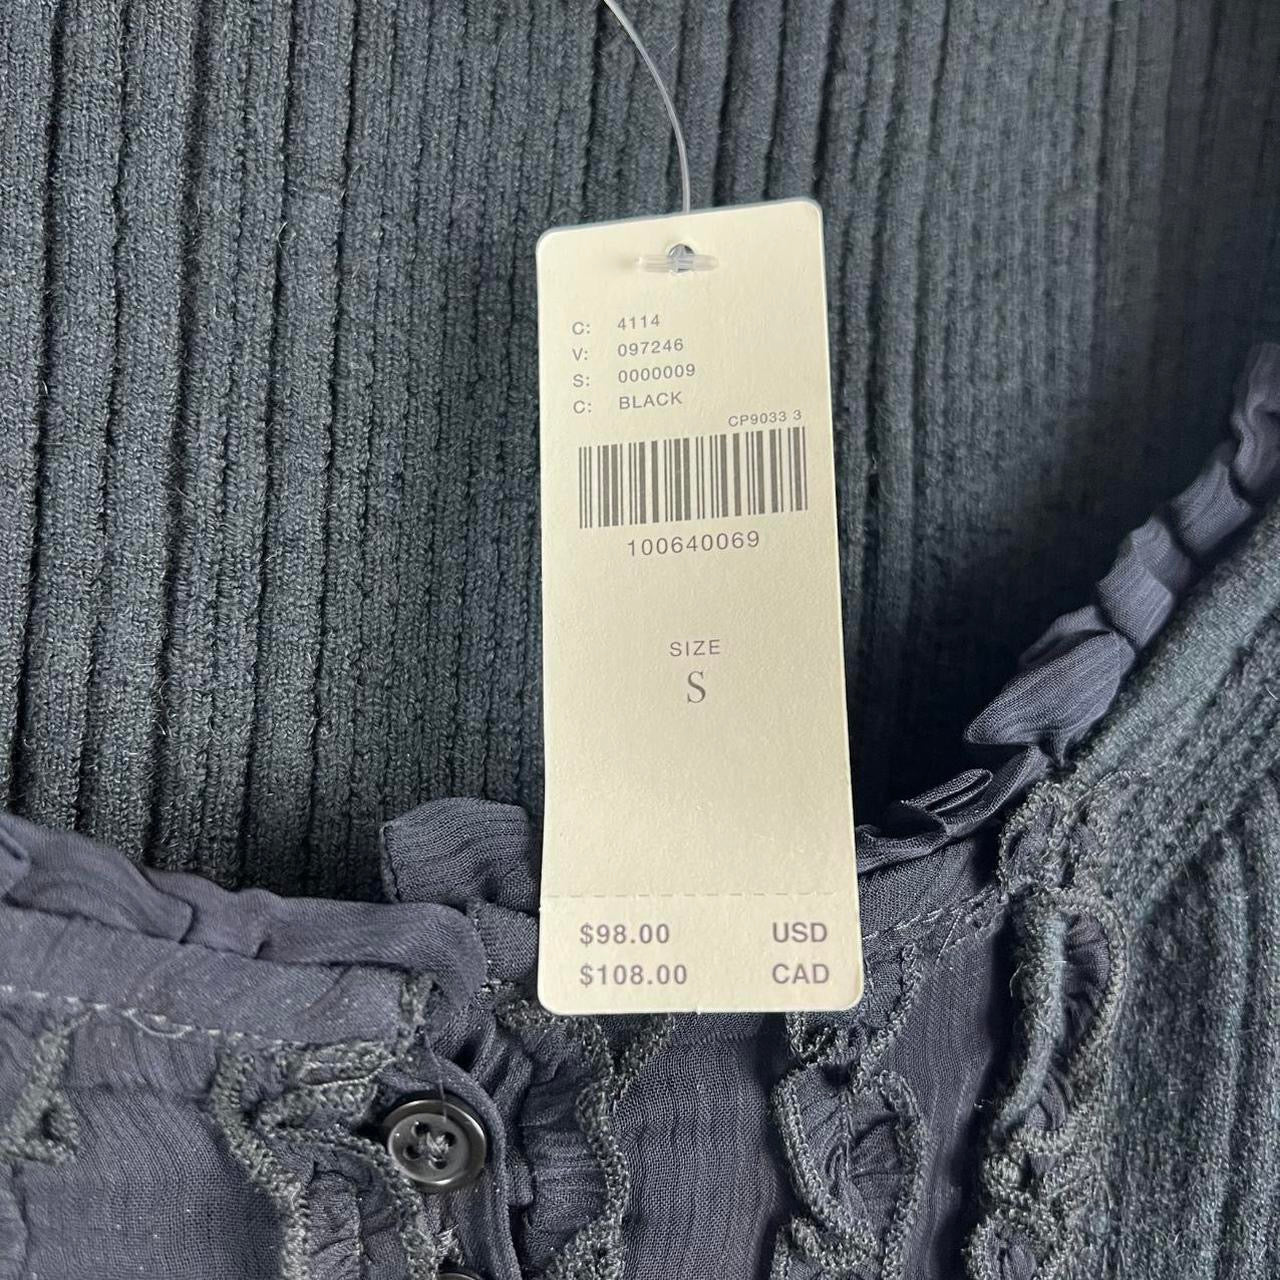 C: 4114
V: 097246
S: 0000009
C: BLACK
CP9033 3
100640069
SIZE
S
$98.00 USD
$108.00 CAD